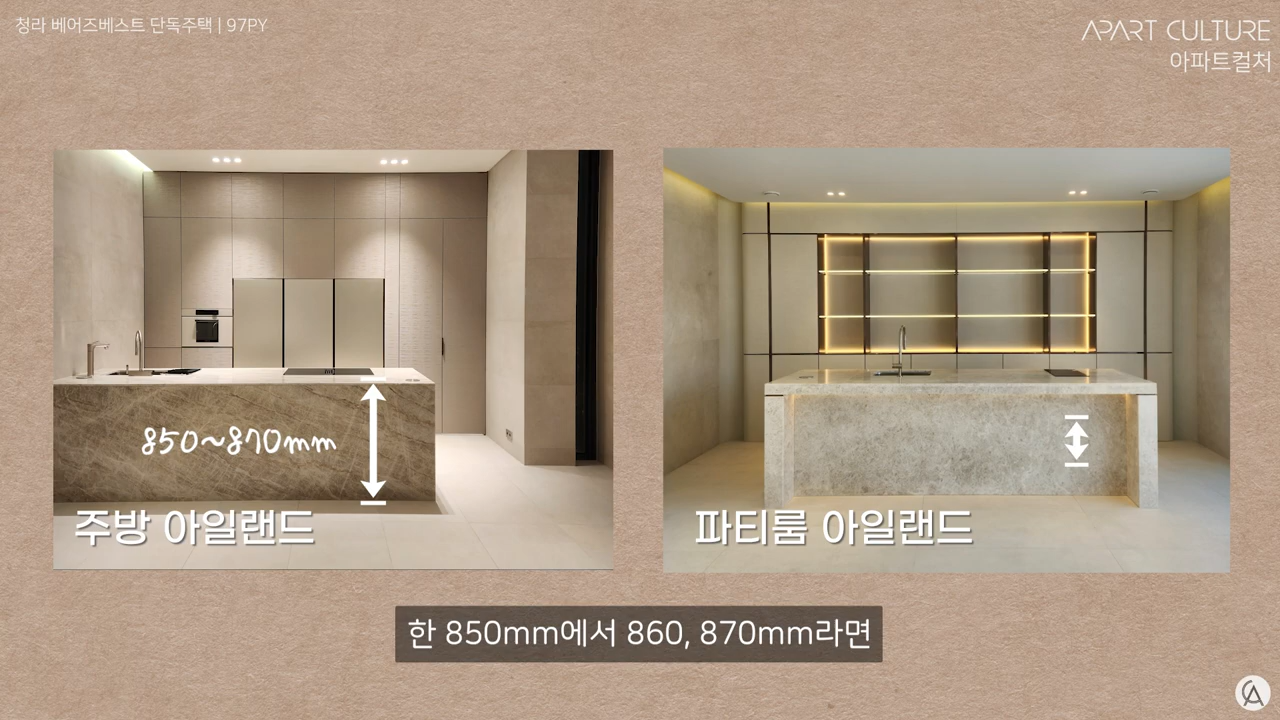 청라 베어즈베스트 단독주택 | 97PY
APART CULTURE
아파트컬처
850~870mm
주방 아일랜드
파티룸 아일랜드
한 850mm에서 860, 870mm라면